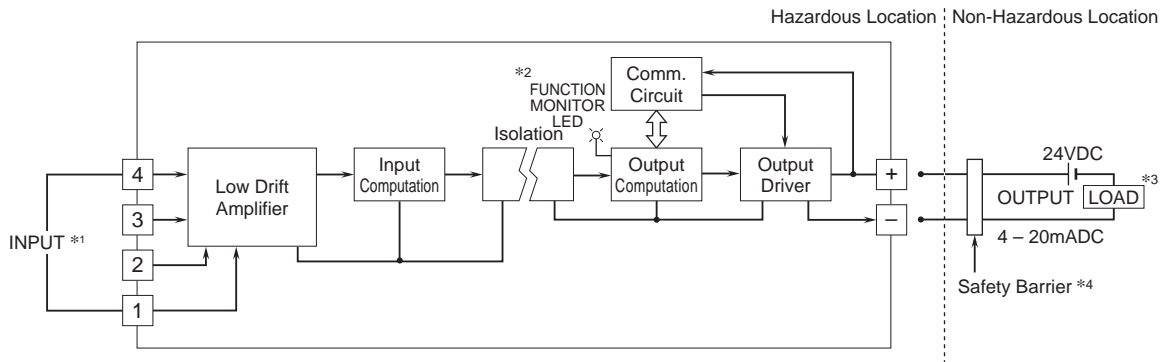 Hazardous Location
Non-Hazardous Location
*2
FUNCTION
MONITOR
LED
Comm.
Circuit
Isolation
4
3
2
1
INPUT *1
Low Drift
Amplifier
Input
Computation
Output
Computation
Output
Driver
+
–
24VDC
OUTPUT
LOAD
*3
4 – 20mADC
Safety Barrier *4